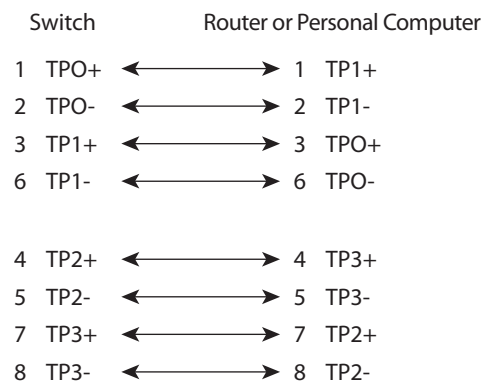 Switch Router or Personal Computer
1 TPO+ 1 TP1+
2 TPO- 2 TP1-
3 TP1+ 3 TPO+
6 TP1- 6 TPO-
4 TP2+ 4 TP3+
5 TP2- 5 TP3-
7 TP3+ 7 TP2+
8 TP3- 8 TP2-